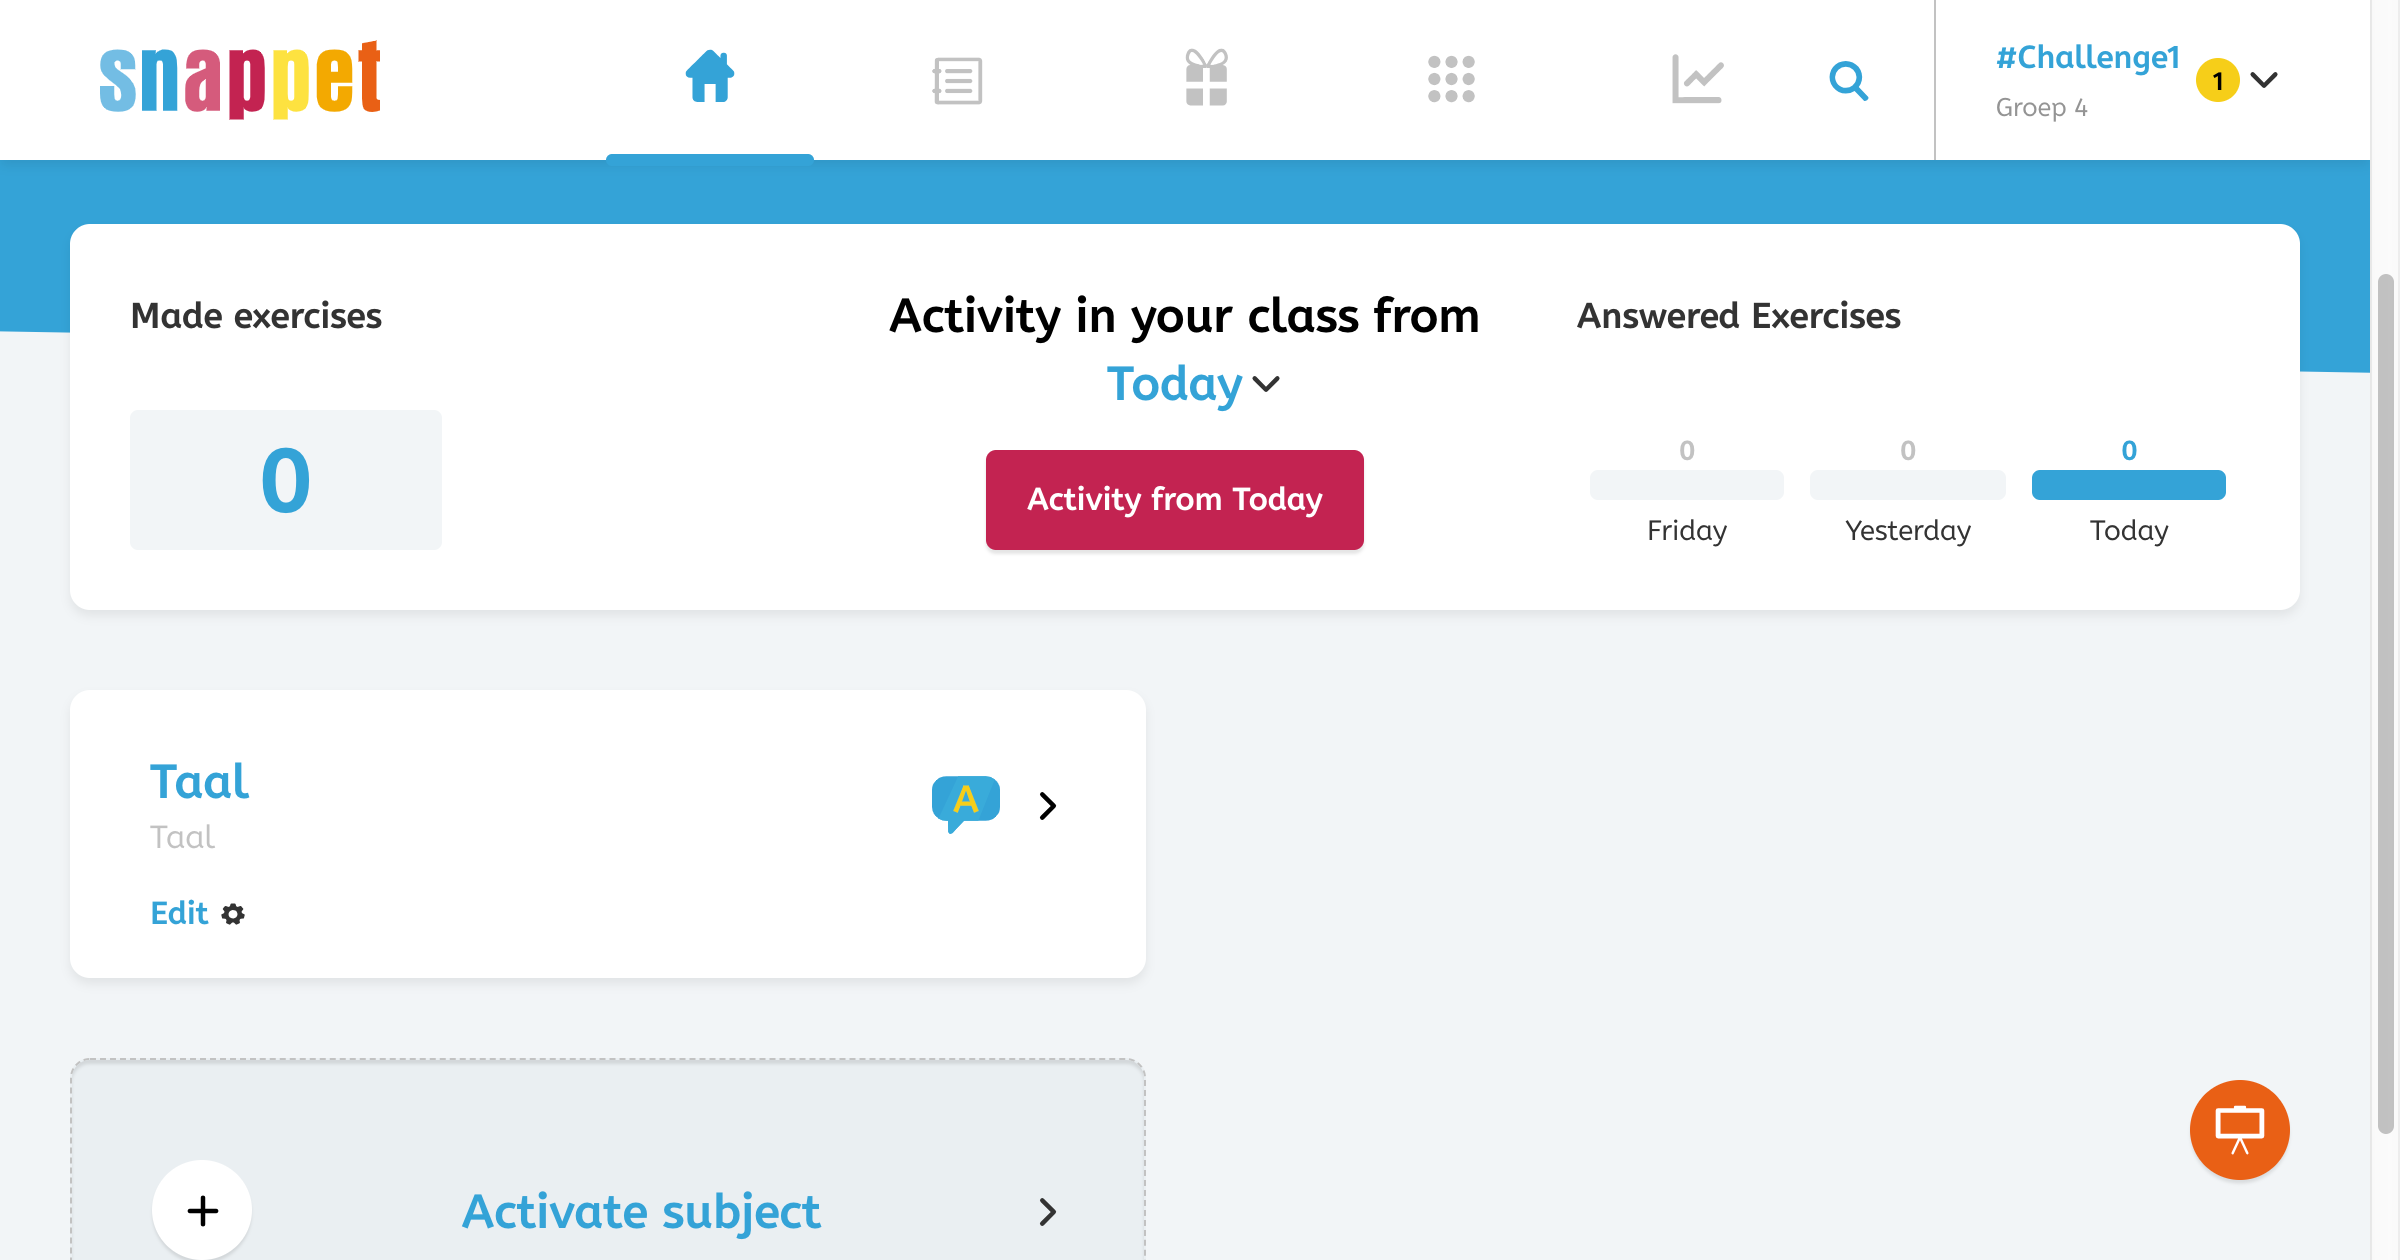 snappet
#Challenge1
Groep 4
1
Made exercises
0
Activity in your class from
Today
Activity from Today
Answered Exercises
0 0 0
Friday Yesterday Today
Taal
A
Taal
Edit
Activate subject